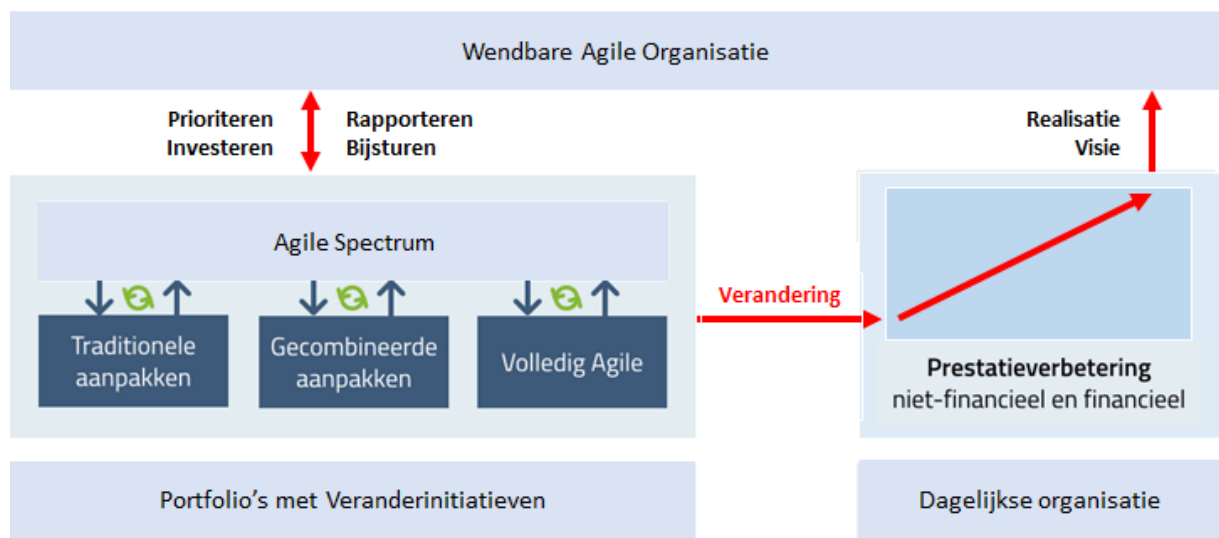 Wendbare Agile Organisatie
Prioriteren
Investeren
Rapporteren
Bijsturen
Realisatie
Visie
Agile Spectrum
Traditionele
aanpakken
Gecombineerde
aanpakken
Volledig Agile
Verandering
Prestatieverbetering
niet-financieel en financieel
Portfolio’s met Veranderinitiatieven
Dagelijkse organisatie